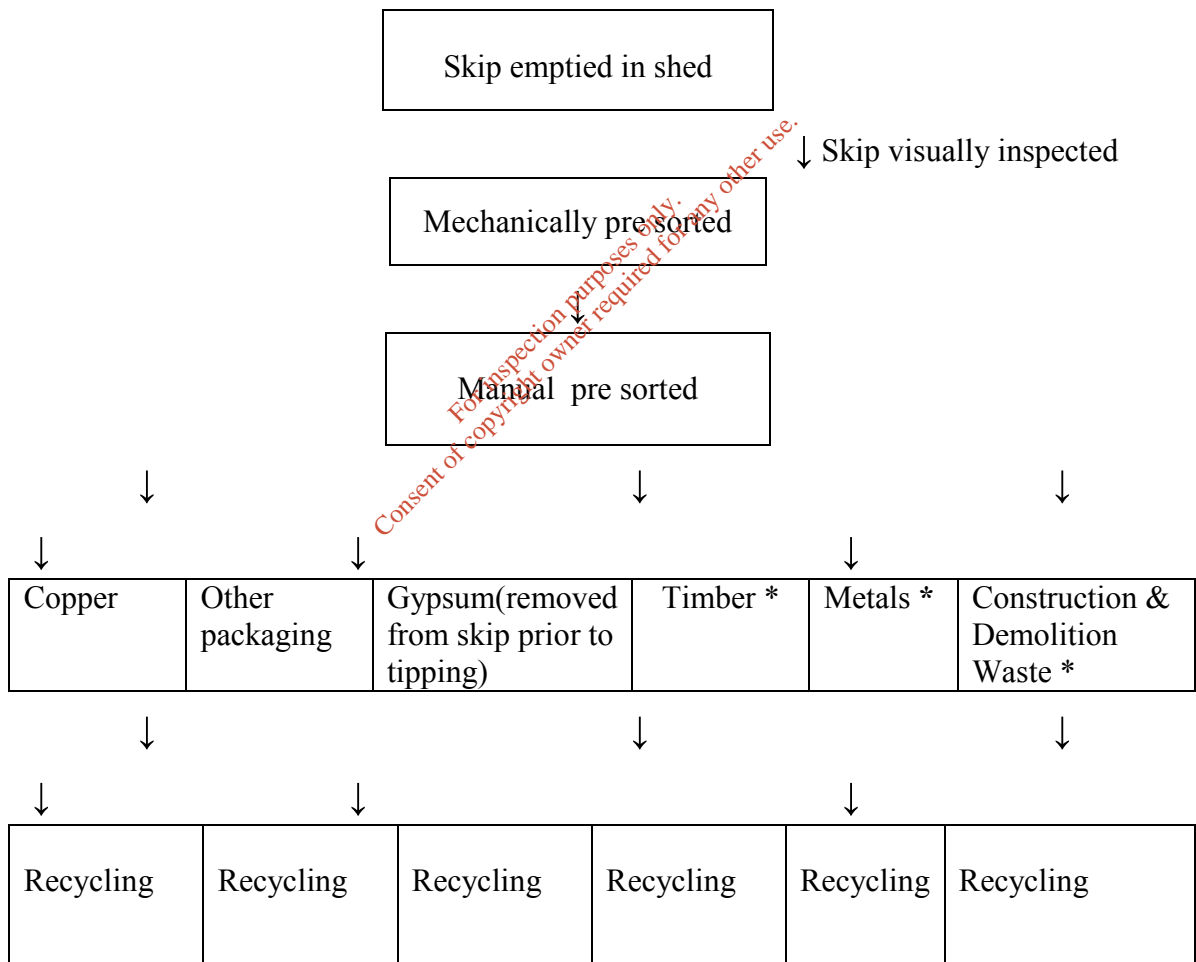 Skip emptied in shed
↓ Skip visually inspected
Mechanically pre sorted
↓
Manual pre sorted
For inspection purposes only.
Consent of copyright owner required for any other use.
↓ ↓ ↓
↓ ↓ ↓
Copper
Other
packaging
Gypsum(removed
from skip prior to
tipping)
Timber *
Metals *
Construction &
Demolition
Waste *
↓ ↓ ↓
↓ ↓ ↓
Recycling Recycling Recycling Recycling Recycling Recycling